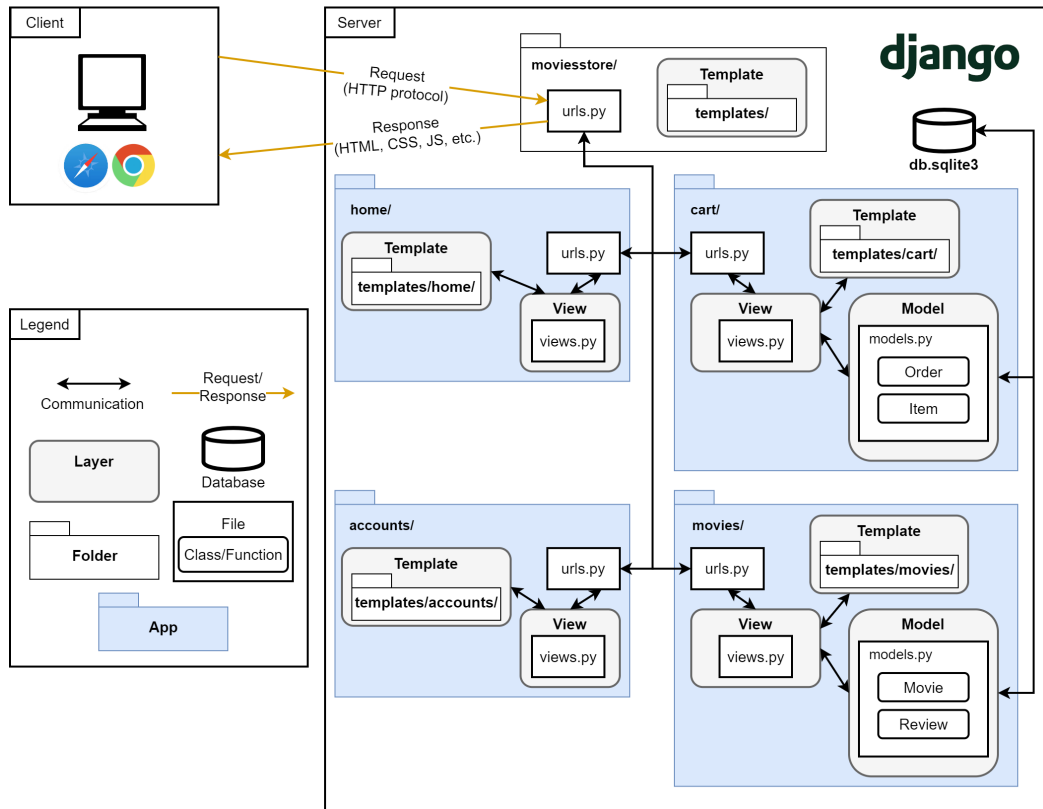 Client
Server
Request
(HTTP protocol)
Response
(HTML, CSS, JS, etc.)
moviesstore/
urls.py
Template
templates/
django
db.sqlite3
home/
Template
templates/home/
urls.py
View
views.py
cart/
urls.py
Template
templates/cart/
View
views.py
Model
models.py
Order
Item
Legend
Communication
Request/
Response
Layer
Database
Folder
File
Class/Function
App
accounts/
Template
templates/accounts/
urls.py
View
views.py
movies/
urls.py
Template
templates/movies/
View
views.py
Model
models.py
Movie
Review